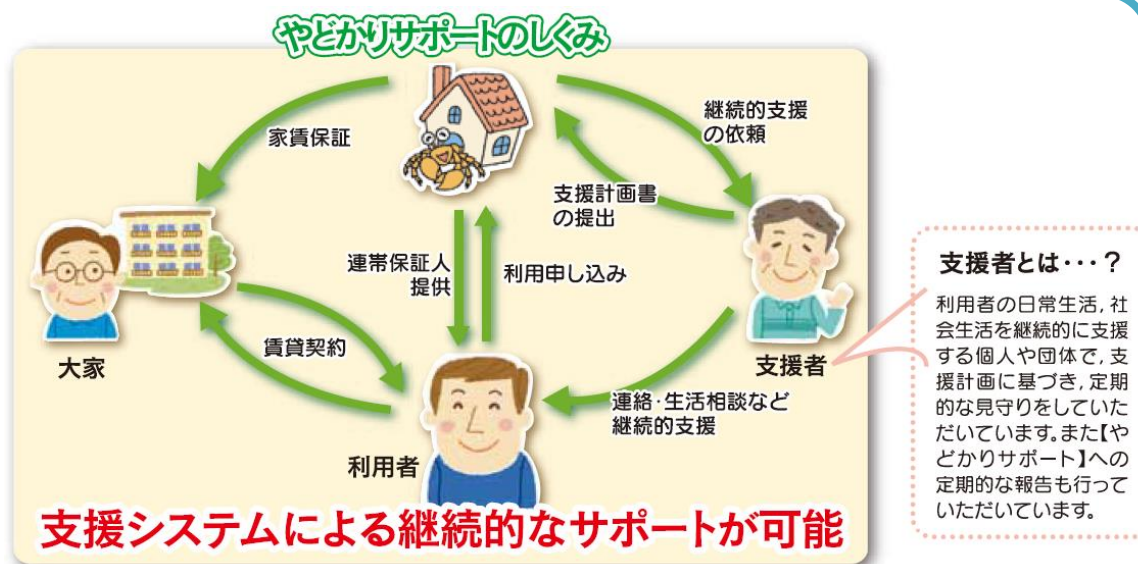 やどかりサポートのしくみ
家賃保証
継続的支援
の依頼
支援計画書
の提出
連帯保証人
提供
利用申し込み
賃貸契約
大家
支援者
連絡・生活相談など
継続的支援
利用者
支援システムによる継続的なサポートが可能
支援者とは・・・？
利用者の日常生活，社
会生活を継続的に支援
する個人や団体で，支
援計画に基づき，定期
的な見守りをしていた
だいています。また【や
どかりサポート】への
定期的な報告も行って
いただいています。